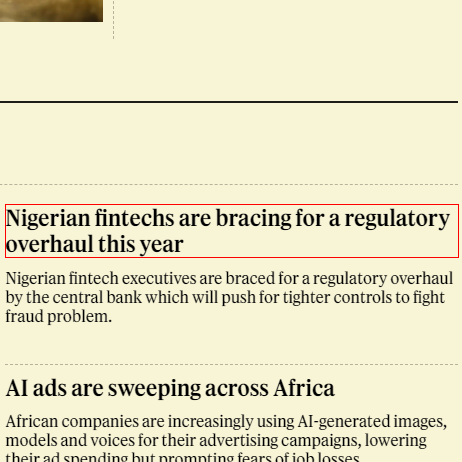 Nigerian fintechs are bracing for a regulatory
overhaul this year
Nigerian fintech executives are braced for a regulatory overhaul
by the central bank which will push for tighter controls to fight
fraud problem.
AI ads are sweeping across Africa
African companies are increasingly using AI-generated images,
models and voices for their advertising campaigns, lowering
their ad spending but prompting fears of job losses.